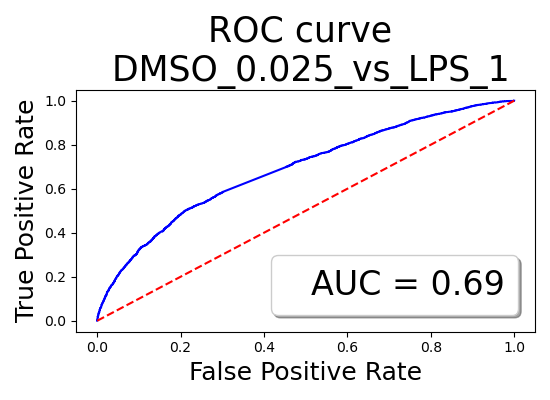 ROC curve
DMSO_0.025_vs_LPS_1
True Positive Rate
1.0
0.8
0.6
0.4
0.2
0.0
AUC = 0.69
0.0 0.2 0.4 0.6 0.8 1.0
False Positive Rate